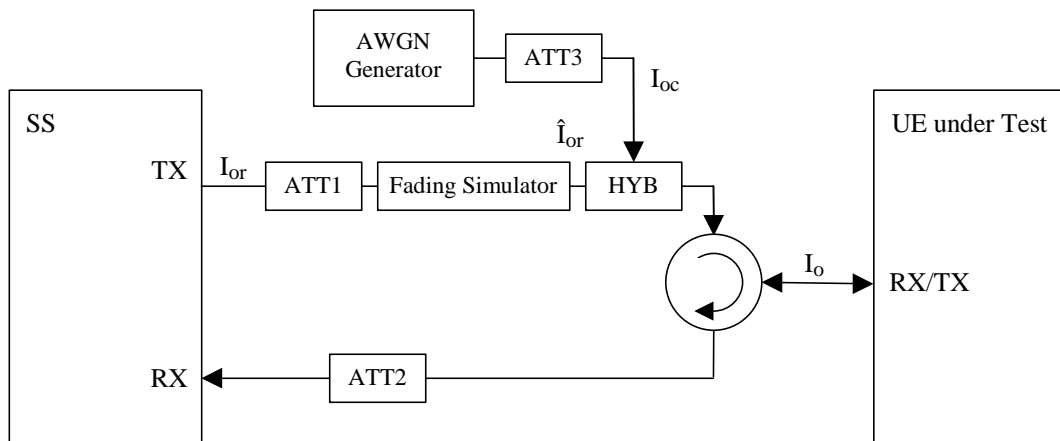 AWGN
Generator
ATT3
I_oc
SS
UE under Test
Î_or
TX
I_or
ATT1
Fading Simulator
HYB
I_o
RX/TX
RX
ATT2